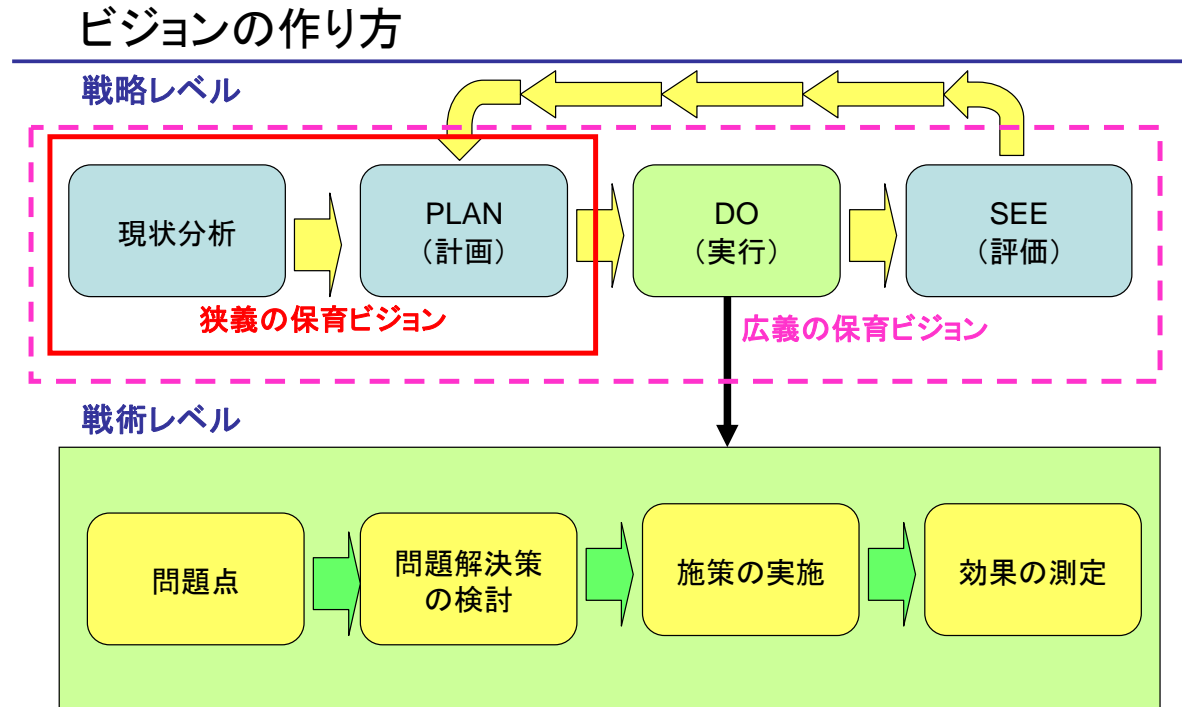 ビジョンの作り方
戦略レベル
現状分析
PLAN
（計画）
DO
（実行）
SEE
（評価）
狭義の保育ビジョン
広義の保育ビジョン
戦術レベル
問題点
問題解決策
の検討
施策の実施
効果の測定